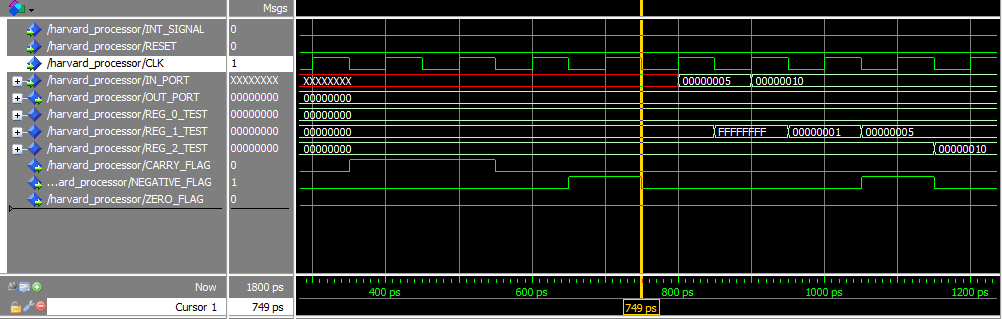 Msgs
/harvard_processor/INT_SIGNAL 0
/harvard_processor/RESET 0
/harvard_processor/CLK 1
/harvard_processor/IN_PORT XXXXXXXX XXXXXXXX 00000005 00000010
/harvard_processor/OUT_PORT 00000000 00000000
/harvard_processor/REG_0_TEST 00000000 00000000
/harvard_processor/REG_1_TEST 00000000 00000000 FFFFFFFF 00000001 00000005
/harvard_processor/REG_2_TEST 00000000 00000000 00000010
/harvard_processor/CARRY_FLAG 0
...ard_processor/NEGATIVE_FLAG 1
/harvard_processor/ZERO_FLAG 0
Now 1800 ps 400 ps 600 ps 800 ps 1000 ps 1200 ps
Cursor 1 749 ps 749 ps